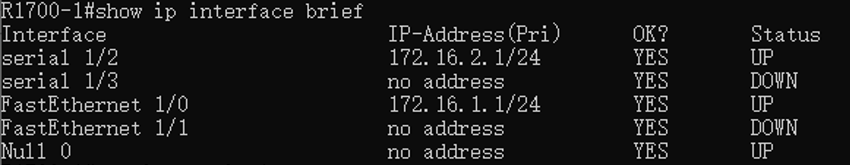 R1700-1#show ip interface brief
Interface IP-Address(Pri) OK? Status
serial 1/2 172.16.2.1/24 YES UP
serial 1/3 no address YES DOWN
FastEthernet 1/0 172.16.1.1/24 YES UP
FastEthernet 1/1 no address YES DOWN
Null 0 no address YES UP